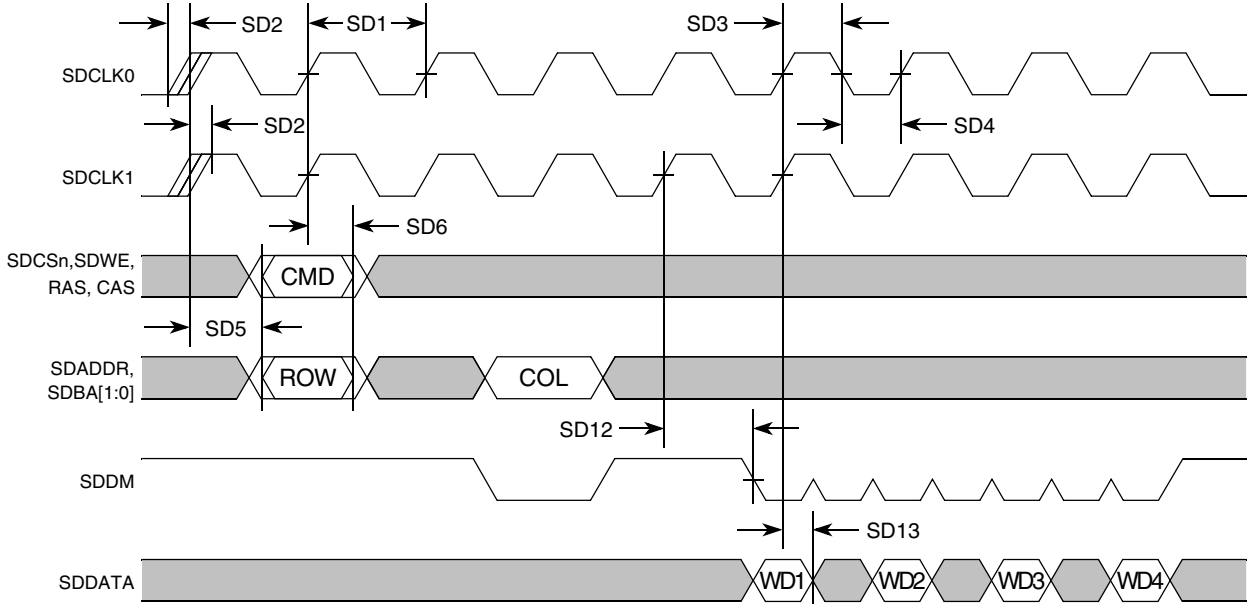 SD2
SD1
SD3
SDCLK0
SD2
SD4
SDCLK1
SD6
SDCSn,SDWE,
RAS, CAS
CMD
SD5
SDADDR,
SDBA[1:0]
ROW
COL
SD12
SDDM
SD13
SDDATA
WD1
WD2
WD3
WD4